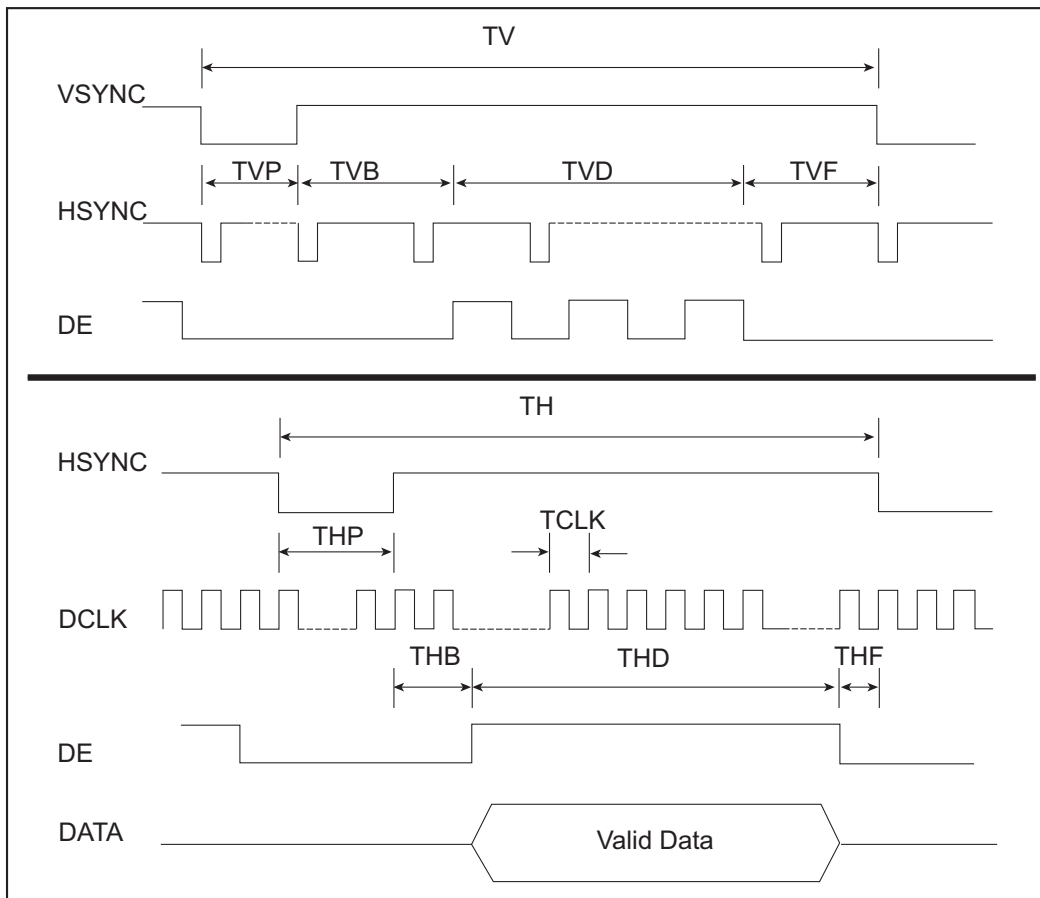 TV
VSYNC
TVP TVB TVD TVF
HSYNC
DE
TH
HSYNC
THP TCLK
DCLK
THB THD THF
DE
DATA Valid Data